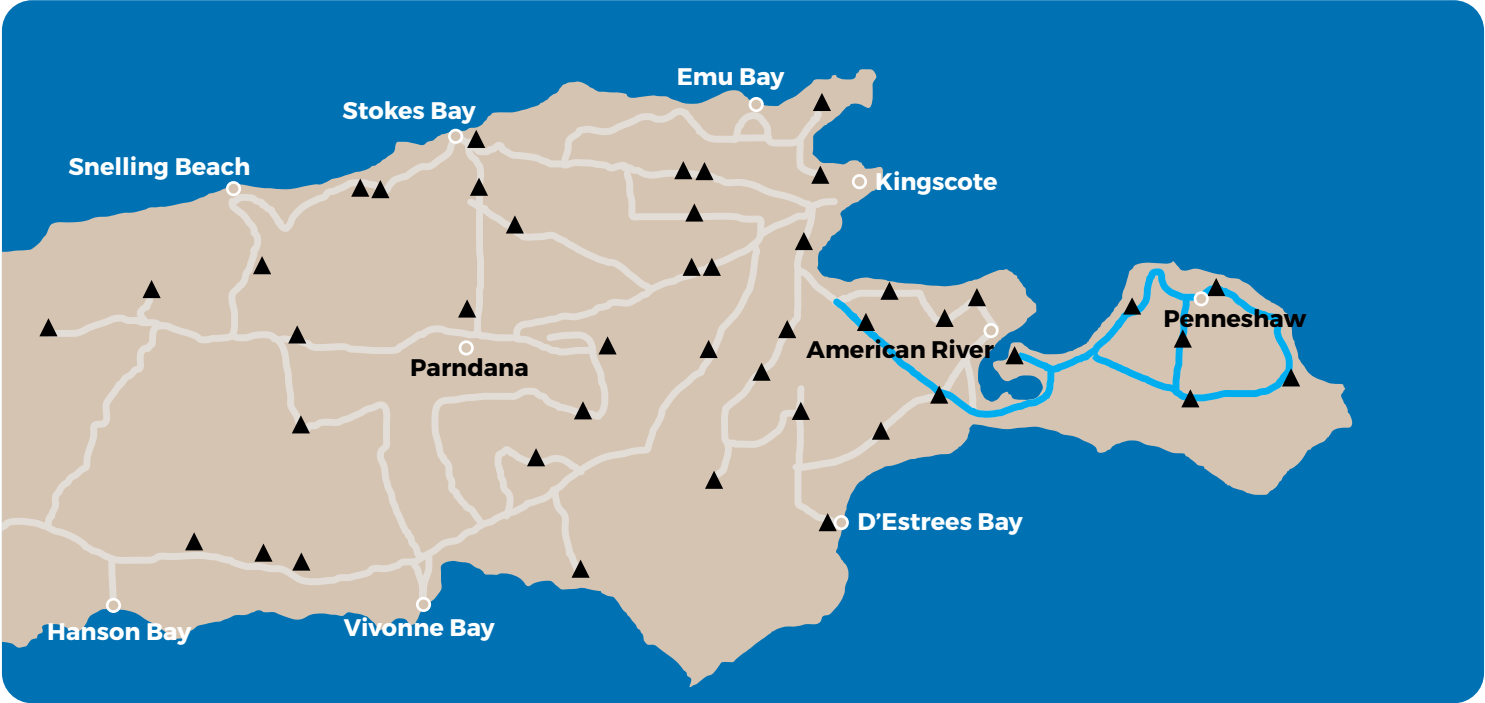 Emu Bay
Stokes Bay
Snelling Beach
Kingscote
Penneshaw
American River
Parndana
D’Estrees Bay
Hanson Bay
Vivonne Bay